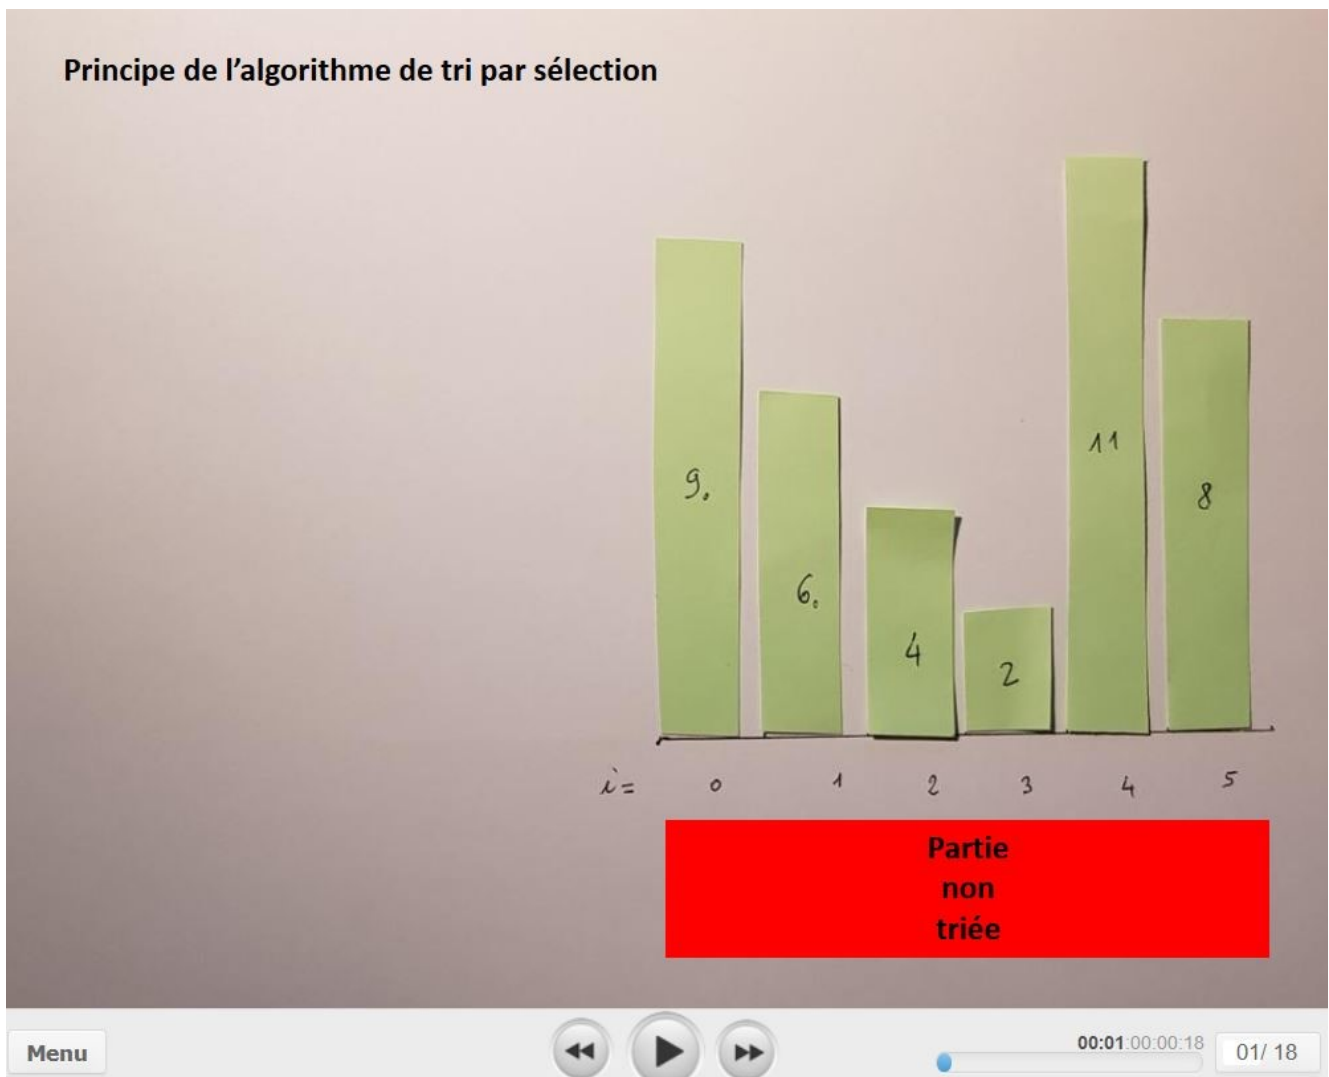 Principe de l’algorithme de tri par sélection
9. 6. 4 2 11 8
i= 0 1 2 3 4 5
Partie
non
triée
Menu
00:01:00:00:18
01/ 18